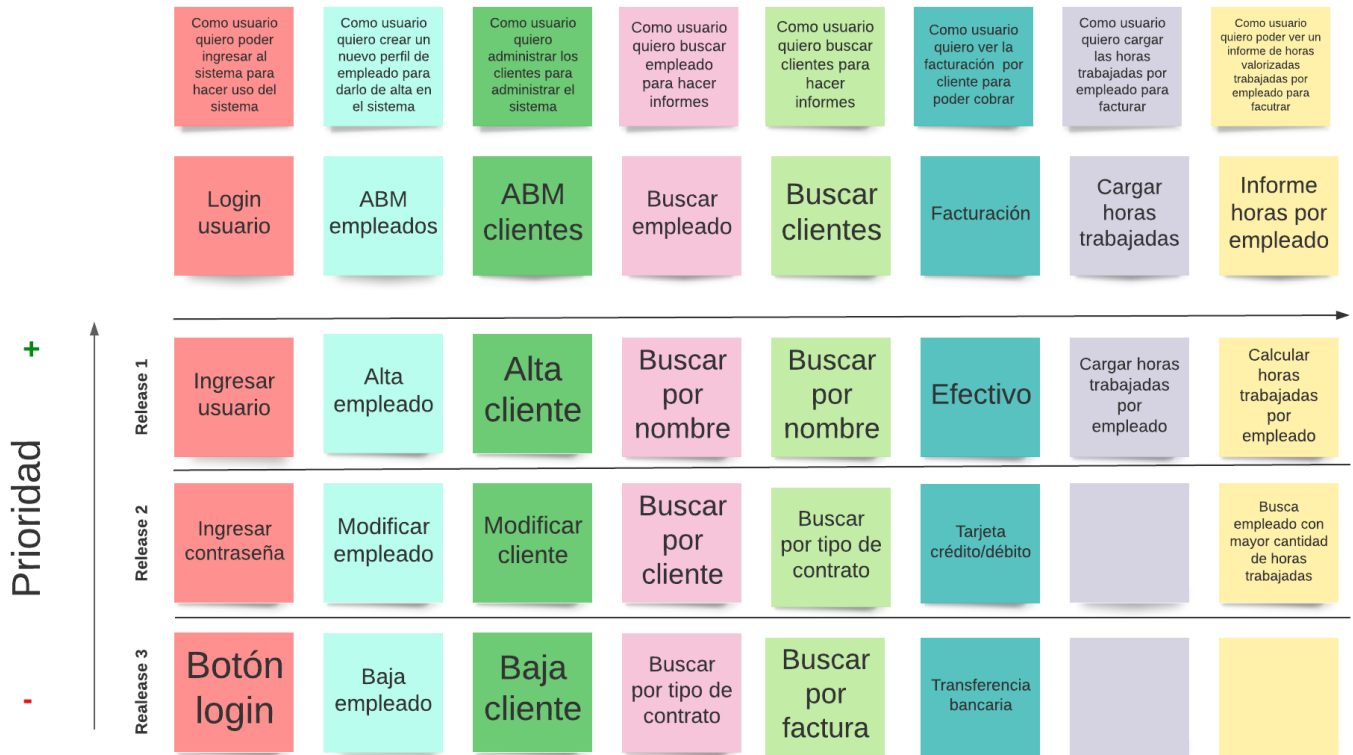 Como usuario
quiero poder
ingresar al
sistema para
hacer uso del
sistema
Como usuario
quiero crear un
nuevo perfil de
empleado para
darlo de alta en
el sistema
Como usuario
quiero
administrar los
clientes para
administrar el
sistema
Como usuario
quiero buscar
empleado
para hacer
informes
Como usuario
quiero buscar
clientes para
hacer
informes
Como usuario
quiero ver la
facturación por
cliente para
poder cobrar
Como usuario
quiero cargar
las horas
trabajadas por
empleado para
facturar
Como usuario
quiero poder ver un
informe de horas
valorizadas
trabajadas por
empleado para
facutrar
Login
usuario
ABM
empleados
ABM
clientes
Buscar
empleado
Buscar
clientes
Facturación
Cargar
horas
trabajadas
Informe
horas por
empleado
Prioridad
+
-
Release 1
Ingresar
usuario
Alta
empleado
Alta
cliente
Buscar
por
nombre
Buscar
por
nombre
Efectivo
Cargar horas
trabajadas
por
empleado
Calcular
horas
trabajadas
por
empleado
Release 2
Ingresar
contraseña
Modificar
empleado
Modificar
cliente
Buscar
por
cliente
Buscar
por tipo de
contrato
Tarjeta
crédito/débito
Busca
empleado con
mayor cantidad
de horas
trabajadas
Realease 3
Botón
login
Baja
empleado
Baja
cliente
Buscar
por tipo de
contrato
Buscar
por
factura
Transferencia
bancaria